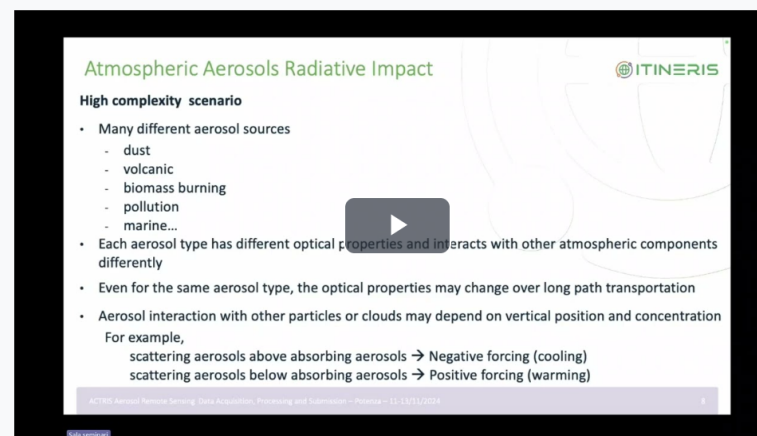 Atmospheric Aerosols Radiative Impact
ITINERIS
High complexity scenario
• Many different aerosol sources
- dust
- volcanic
- biomass burning
- pollution
- marine...
• Each aerosol type has different optical properties and interacts with other atmospheric components
differently
• Even for the same aerosol type, the optical properties may change over long path transportation
• Aerosol interaction with other particles or clouds may depend on vertical position and concentration
For example,
scattering aerosols above absorbing aerosols → Negative forcing (cooling)
scattering aerosols below absorbing aerosols → Positive forcing (warming)
ACTRIS Aerosol Remote Sensing Data Acquisition, Processing and Submission – Potenza – 11-13/11/2024
8
Sala seminari